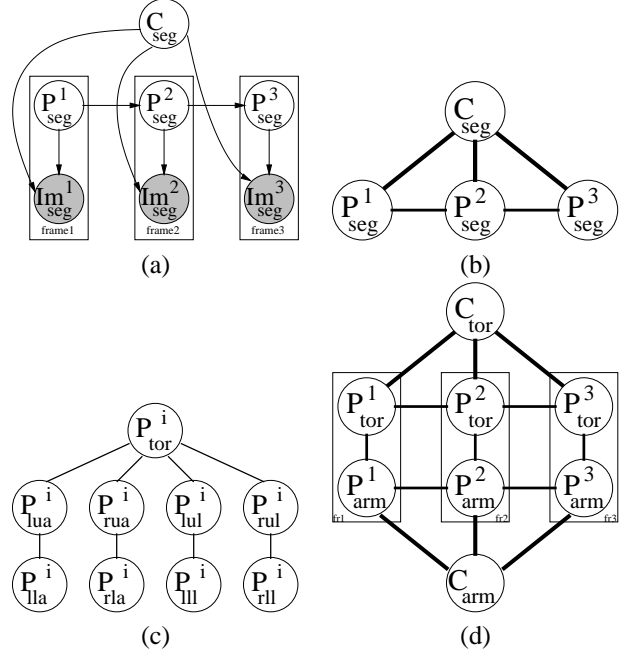 C seg
P 1 seg P 2 seg P 3 seg
Im 1 seg Im 2 seg Im 3 seg
frame1 frame2 frame3
(a)
C seg
P 1 seg P 2 seg P 3 seg
(b)
P i tor
P i lua P i rua P i lul P i rul
P i lla P i rla P i lll P i rll
(c)
C tor
P 1 tor P 2 tor P 3 tor
P 1 arm P 2 arm P 3 arm
fr1 fr2 fr3
C arm
(d)